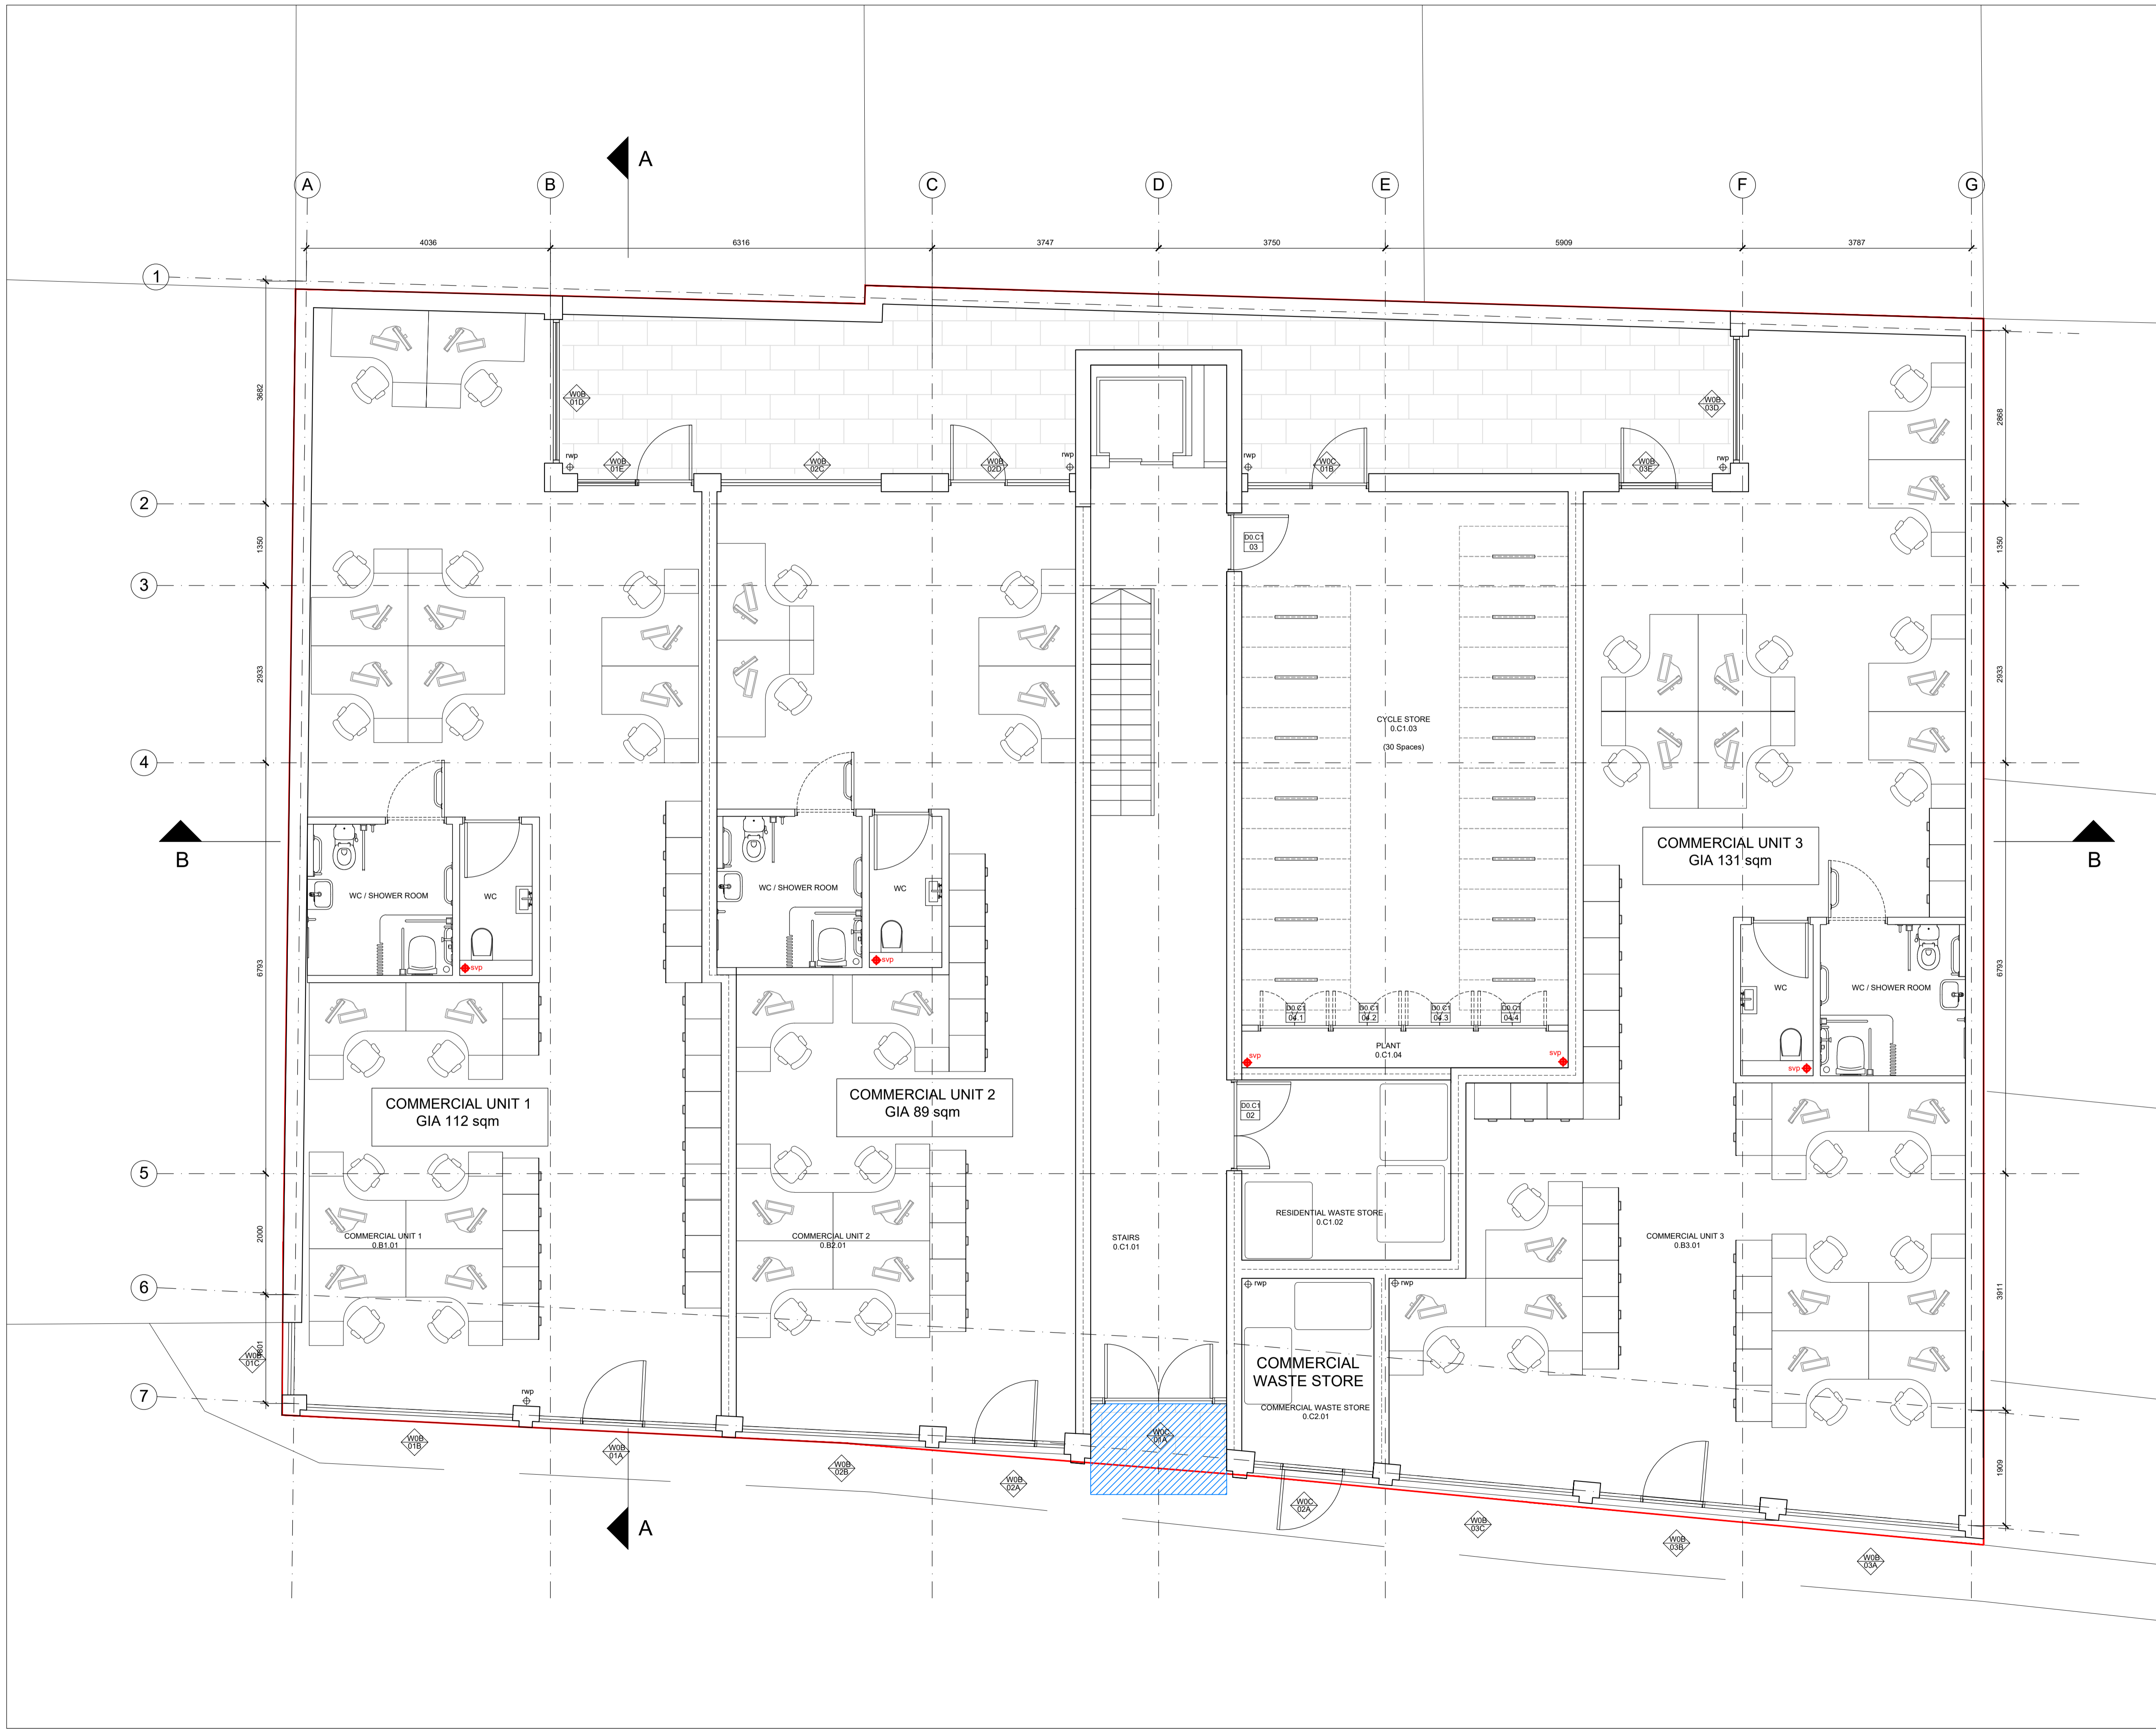 A
A
B
C
D
E
F
G
4036
6316
3747
3750
5909
3787
1
3682
2868
W0B
01D
W0B
03D
rwp
W0B
01E
W0B
02C
W0B
02D
rwp
rwp
W0C
01B
W0B
03E
rwp
2
D0.C1
03
1350
1350
3
2933
2933
CYCLE STORE
0.C1.03
(30 Spaces)
4
B
B
COMMERCIAL UNIT 3
GIA 131 sqm
WC / SHOWER ROOM
WC
WC / SHOWER ROOM
WC
svp
svp
6793
6793
WC
WC / SHOWER ROOM
D0.C1
04.1
D0.C1
04.2
D0.C1
04.3
D0.C1
04.4
PLANT
0.C1.04
svp
svp
svp
COMMERCIAL UNIT 1
GIA 112 sqm
COMMERCIAL UNIT 2
GIA 89 sqm
D0.C1
02
5
RESIDENTIAL WASTE STORE
0.C1.02
2000
COMMERCIAL UNIT 1
0.B1.01
COMMERCIAL UNIT 2
0.B2.01
STAIRS
0.C1.01
COMMERCIAL UNIT 3
0.B3.01
6
rwp
rwp
3911
W0B
01C
COMMERCIAL
WASTE STORE
7
rwp
COMMERCIAL WASTE STORE
0.C2.01
W0B
01B
W0B
01A
W0B
02B
W0B
02A
W0C
01A
W0C
02A
W0B
03C
W0B
03B
W0B
03A
1909
A